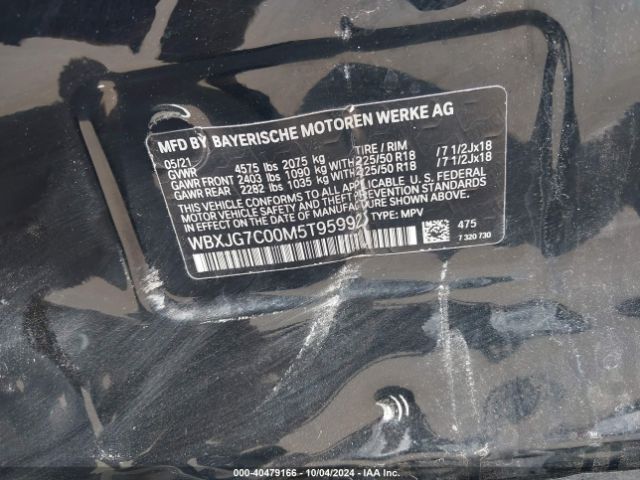 MFD BY BAYERISCHE MOTOREN WERKE AG
05/21 TIRE / RIM
GVWR 4575 lbs 2075 kg
GAWR FRONT 2403 lbs 1090 kg WITH 225/50 R18 / 7 1/2Jx18
GAWR REAR 2282 lbs 1035 kg WITH 225/50 R18 / 7 1/2Jx18
THIS VEHICLE CONFORMS TO ALL APPLICABLE U. S. FEDERAL
MOTOR VEHICLE SAFETY, BUMPER, AND THEFT PREVENTION STANDARDS
IN EFFECT ON THE DATE OF MANUFACTURE SHOWN ABOVE.
WBXJG7C00M5T95992 TYPE: MPV
475
7 320 730
000-40479166 - 10/04/2024 - IAA Inc.